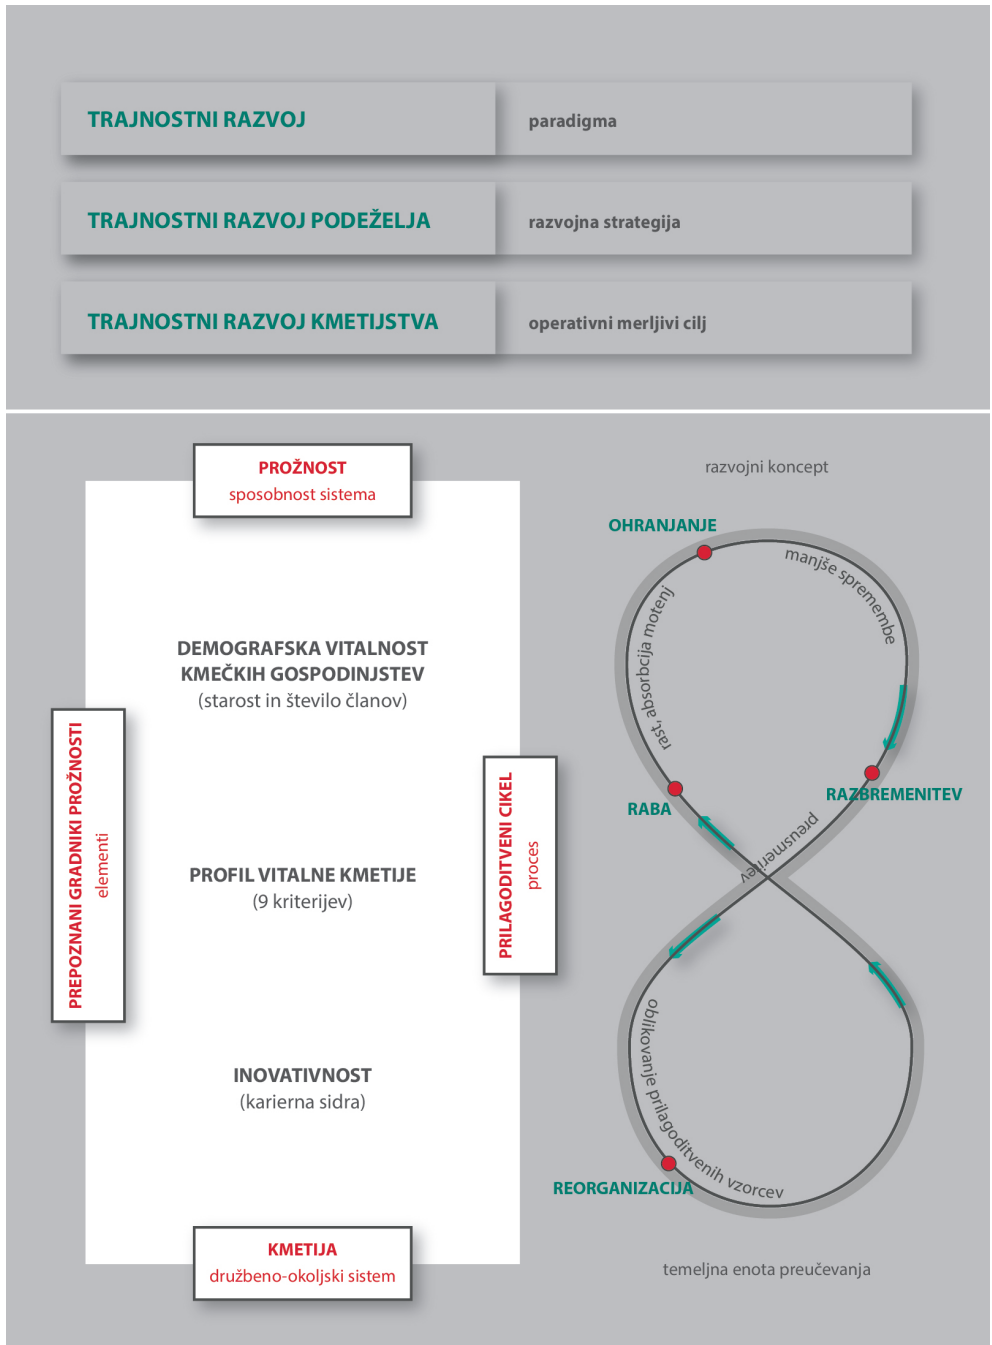 TRAJNOSTNI RAZVOJ
paradigma
TRAJNOSTNI RAZVOJ PODEŽELJA
razvojna strategija
TRAJNOSTNI RAZVOJ KMETIJSTVA
operativni merljivi cilj
PROŽNOST
sposobnost sistema
DEMOGRAFSKA VITALNOST
KMEČKIH GOSPODINJSTEV
(starost in število članov)
PREPOZNANI GRADNIKI PROŽNOSTI
elementi
PROFIL VITALNE KMETIJE
(9 kriterijev)
PRILAGODITVENI CIKEL
proces
INOVATIVNOST
(karierna sidra)
KMETIJA
družbeno-okoljski sistem
razvojni koncept
OHRANJANJE
manjše spremembe
rast, absorbcija motenj
RABA
RAZBREMENITEV
preusmeritev
oblikovanje prilagoditvenih vzorcev
REORGANIZACIJA
temeljna enota preučevanja